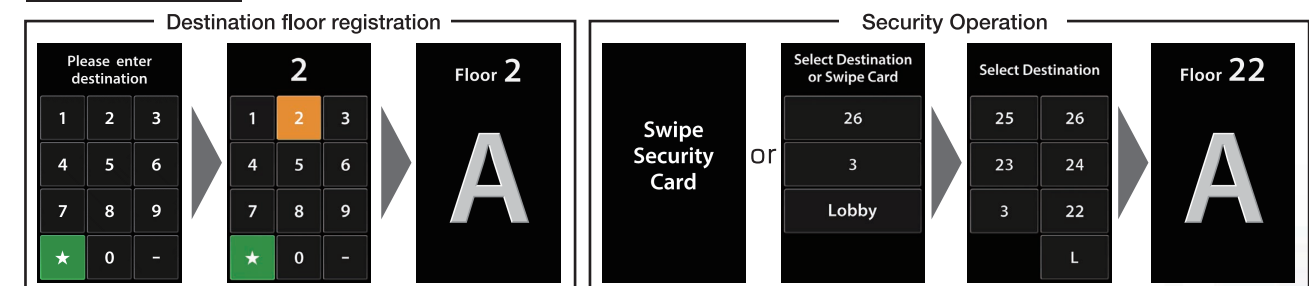 Destination floor registration
Please enter
destination
1 2 3
4 5 6
7 8 9
★ 0 -
2
1 2 3
4 5 6
7 8 9
★ 0 -
Floor 2
A
Security Operation
Swipe
Security
Card
or
Select Destination
or Swipe Card
26
3
Lobby
Select Destination
25 26
23 24
3 22
L
Floor 22
A